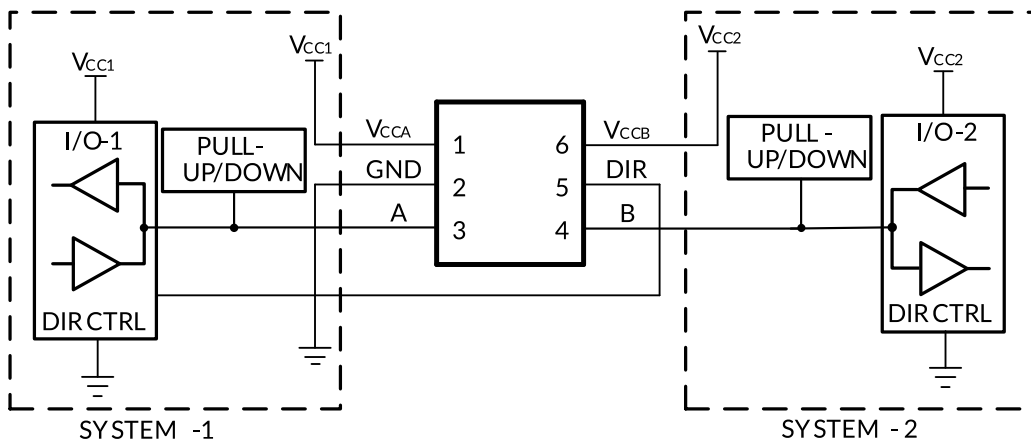 VCC1
I/O-1
PULL-
UP/DOWN
DIR CTRL
SYSTEM -1
VCC1
VCCA
GND
A
1
2
3
6
5
4
VCCB
DIR
B
VCC2
PULL -
UP/DOWN
VCC2
I/O-2
DIR CTRL
SYSTEM - 2